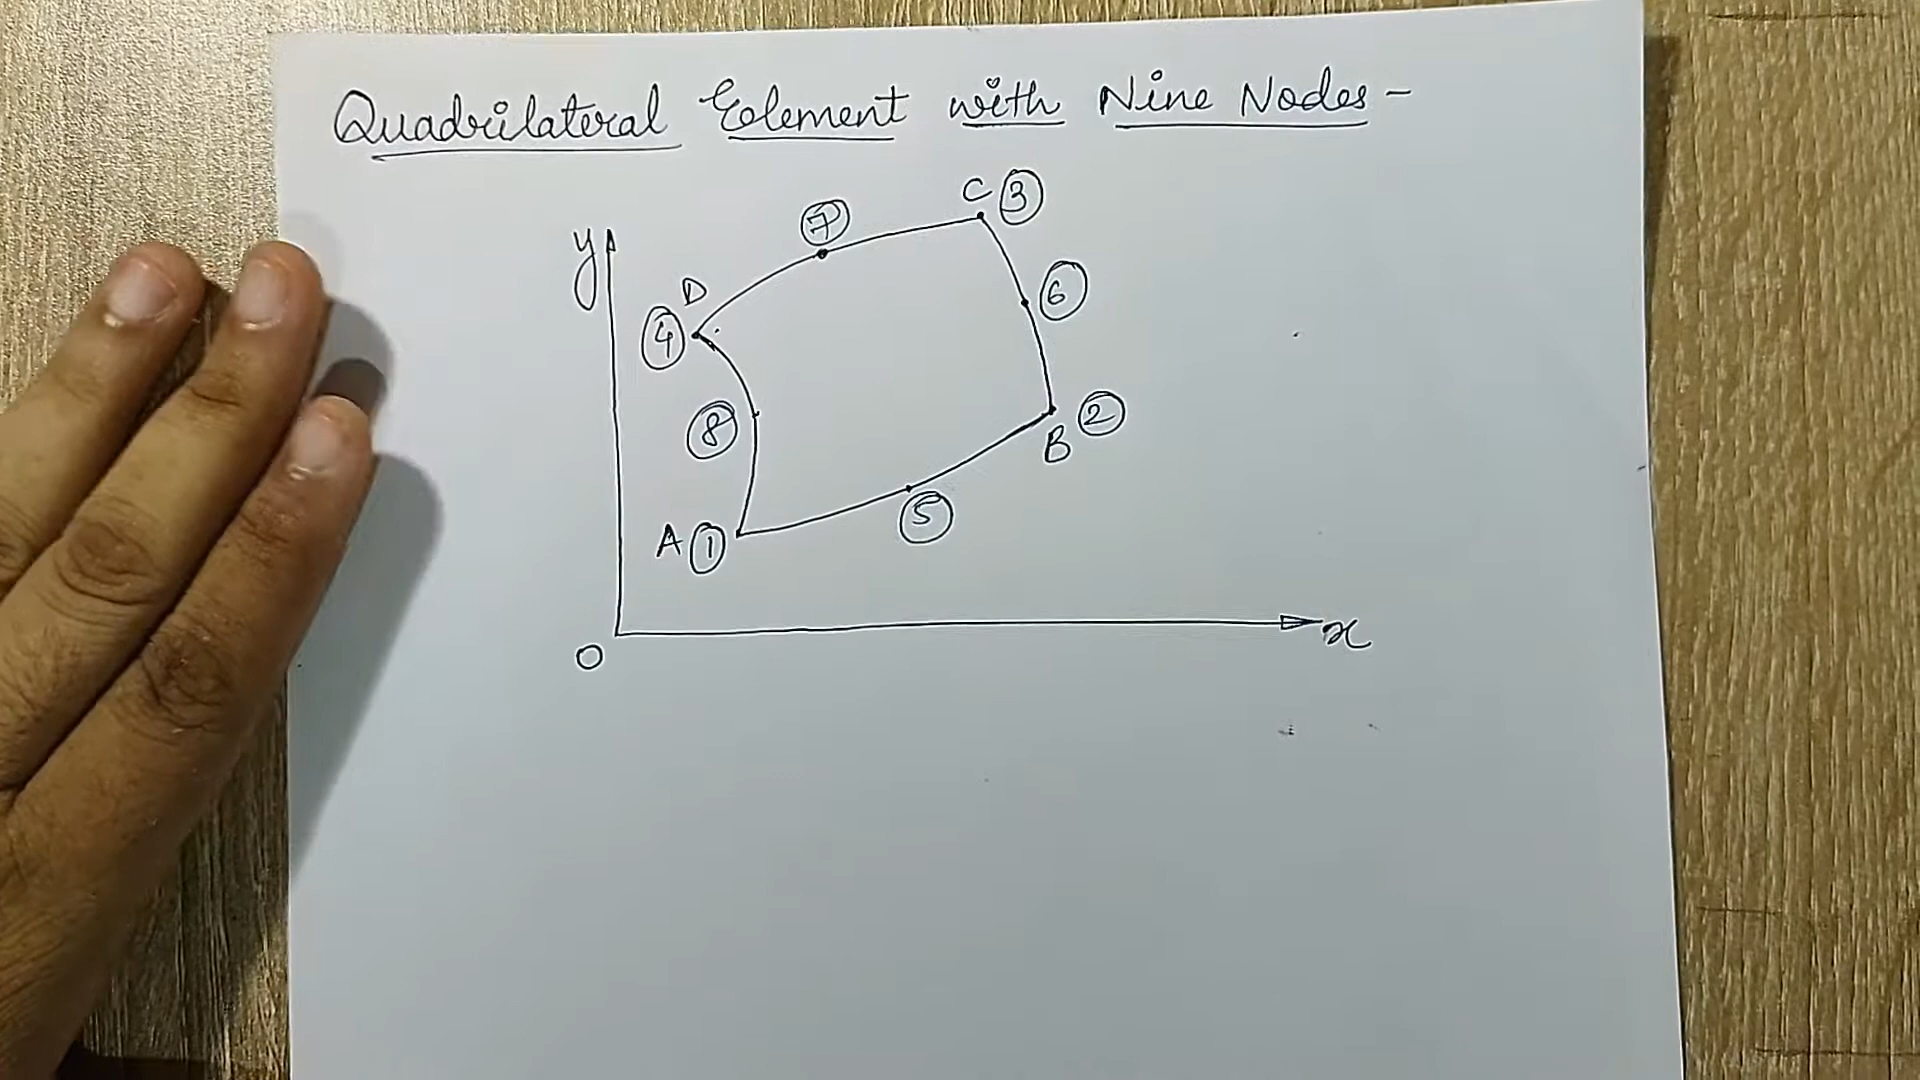 Quadrilateral Element with Nine Nodes -
C ③
⑦
y
D
⑥
④
⑧
② 
B
A ①
⑤
x
O